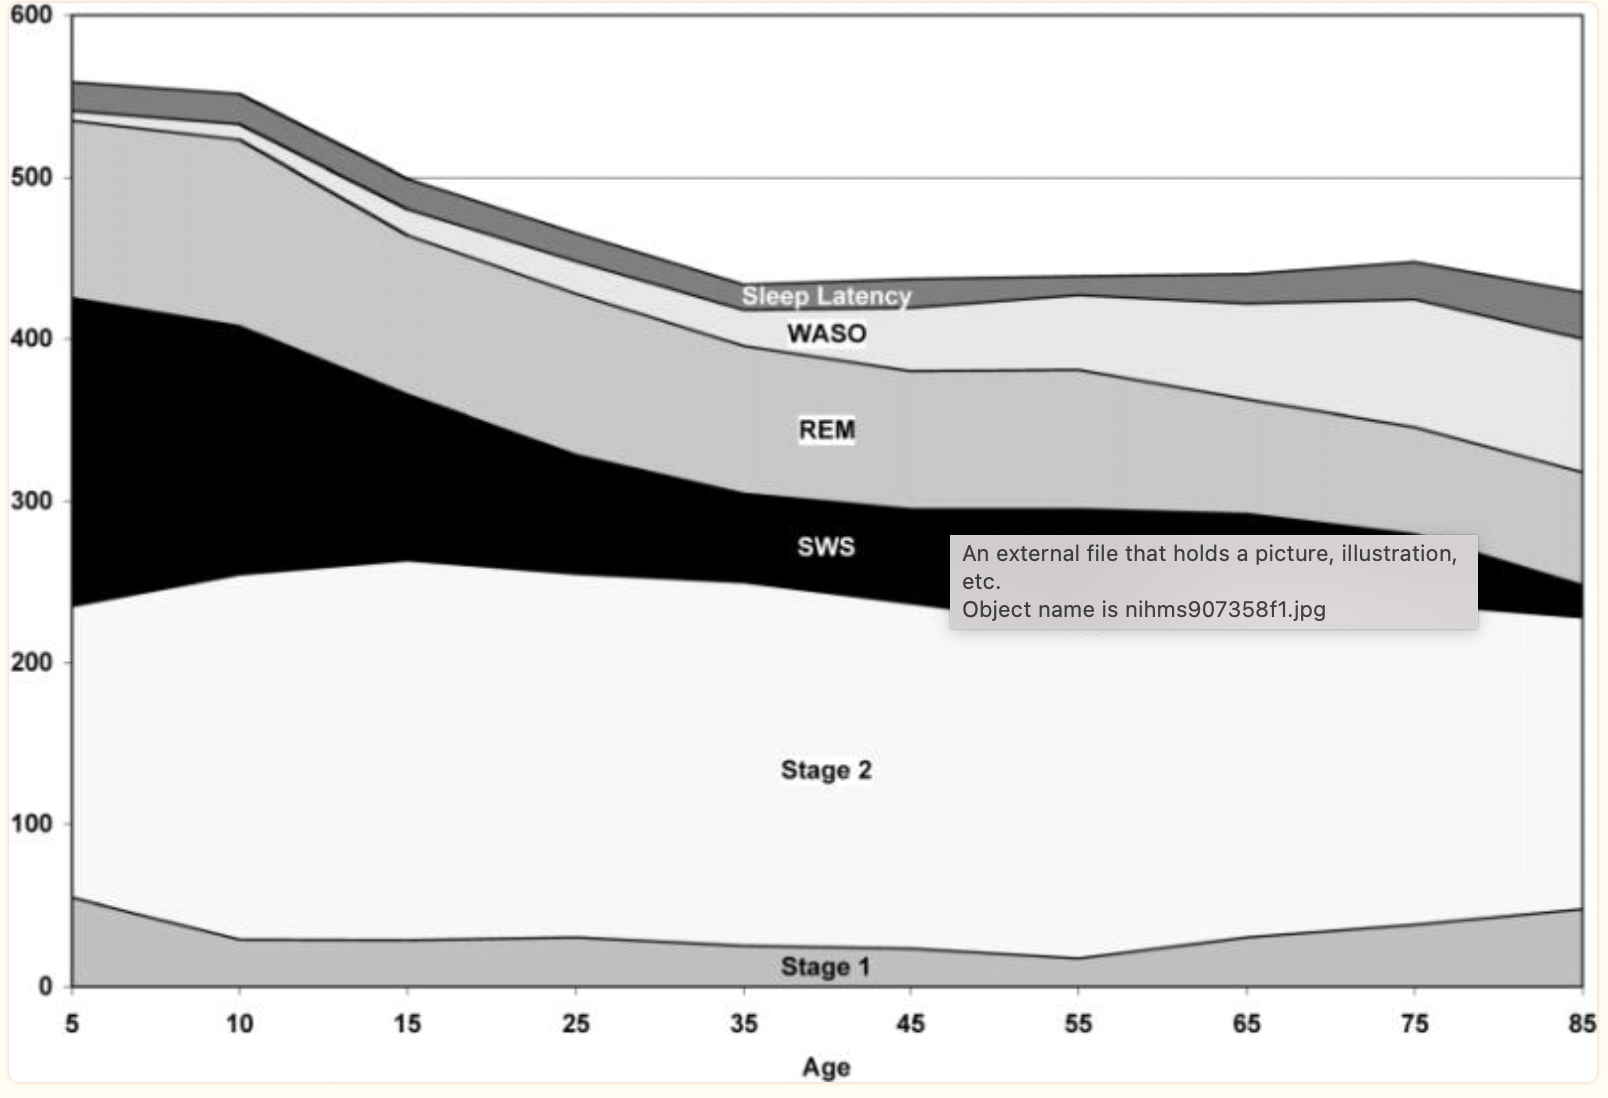 600
500
400
300
200
100
0
Sleep Latency
WASO
REM
SWS
An external file that holds a picture, illustration,
etc.
Object name is nihms907358f1.jpg
Stage 2
Stage 1
5 10 15 25 35 45 55 65 75 85
Age